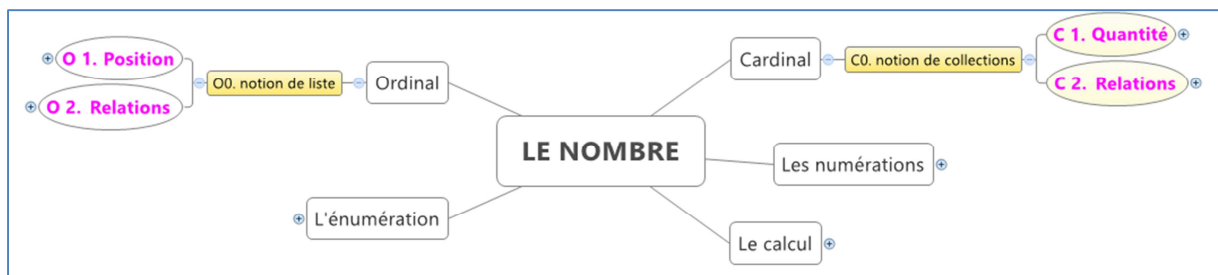 O 1. Position
O 2. Relations
O0. notion de liste
Ordinal
L'énumération
LE NOMBRE
Cardinal
C0. notion de collections
C 1. Quantité
C 2. Relations
Les numérations
Le calcul